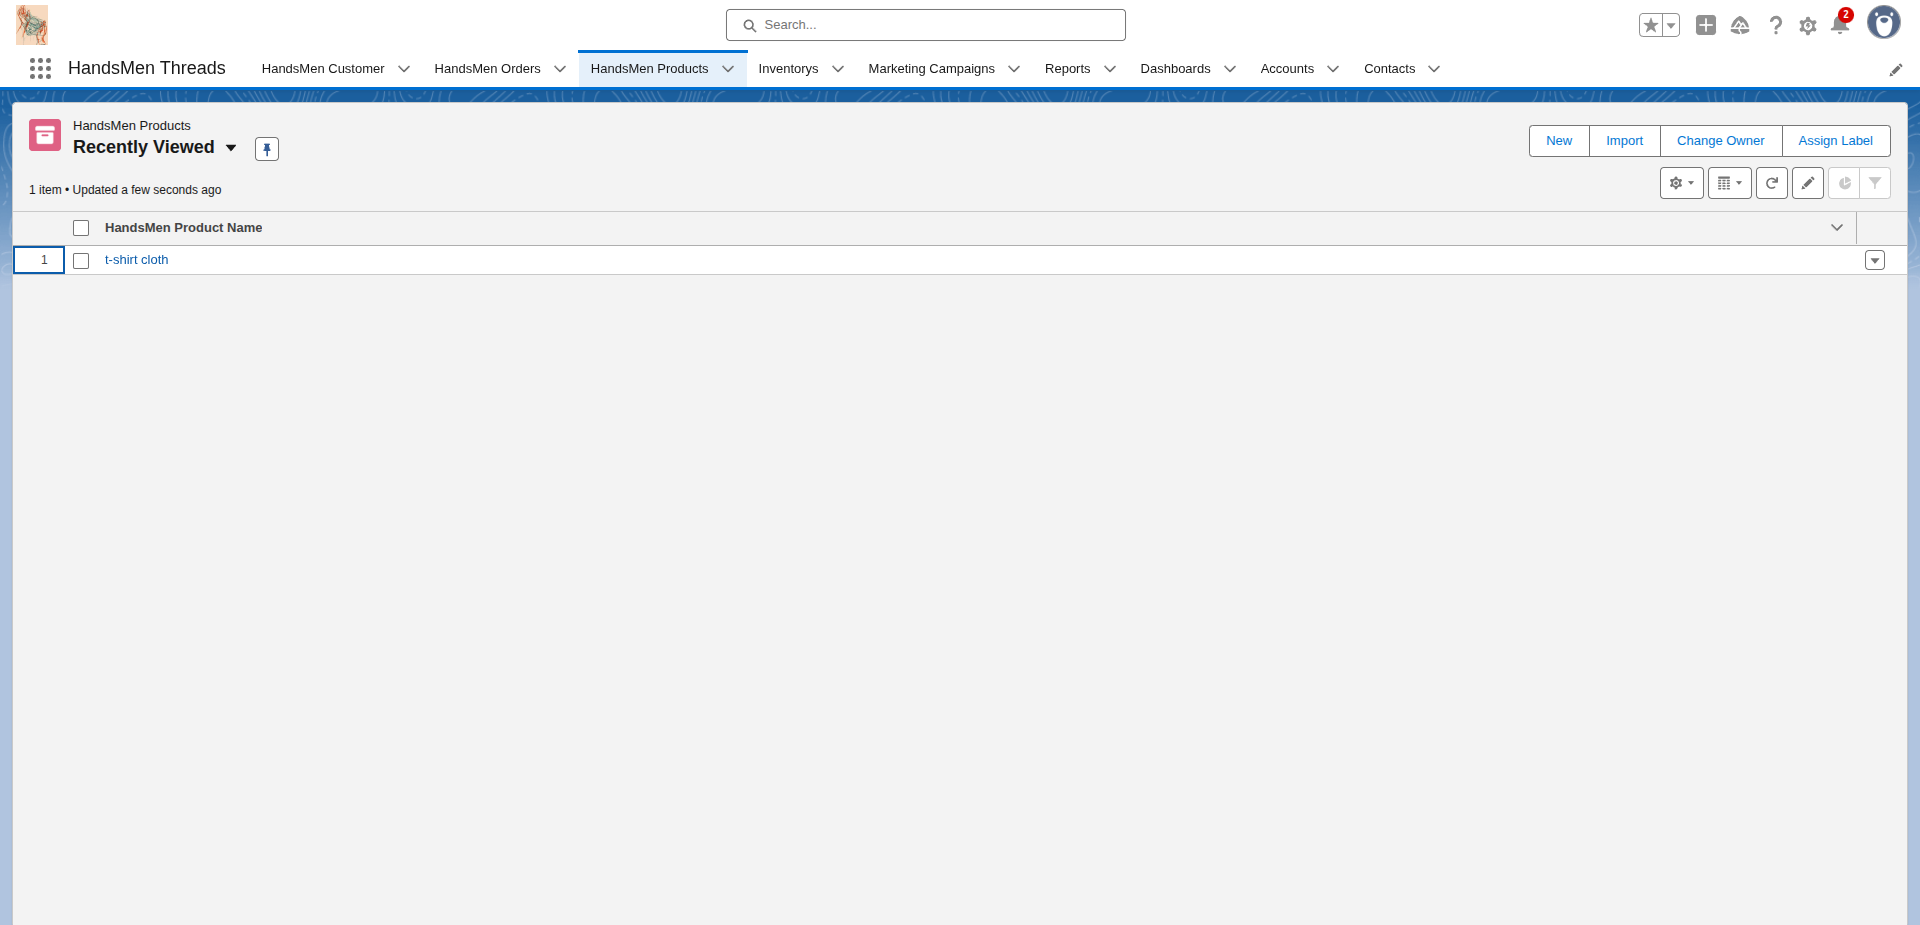 Search...
2
HandsMen Threads
HandsMen Customer
HandsMen Orders
HandsMen Products
Inventorys
Marketing Campaigns
Reports
Dashboards
Accounts
Contacts
HandsMen Products
Recently Viewed
New
Import
Change Owner
Assign Label
1 item • Updated a few seconds ago
HandsMen Product Name
1
t-shirt cloth